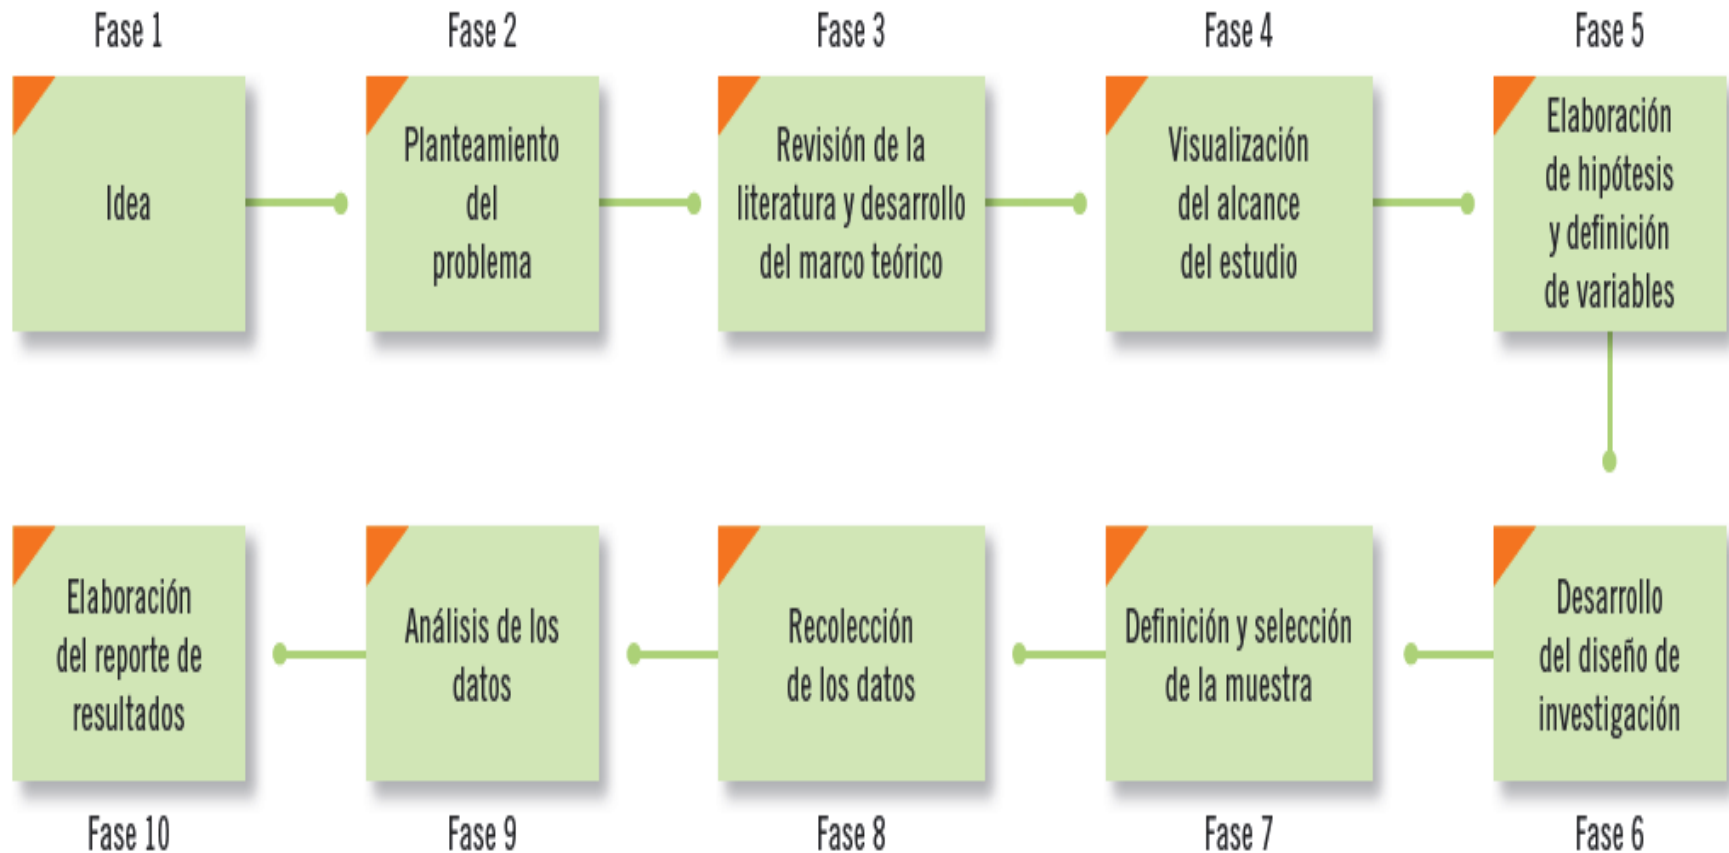 Fase 1
Idea
Fase 2
Planteamiento
del
problema
Fase 3
Revisión de la
literatura y desarrollo
del marco teórico
Fase 4
Visualización
del alcance
del estudio
Fase 5
Elaboración
de hipótesis
y definición
de variables
Desarrollo
del diseño de
investigación
Fase 6
Definición y selección
de la muestra
Fase 7
Recolección
de los datos
Fase 8
Análisis de los
datos
Fase 9
Elaboración
del reporte de
resultados
Fase 10